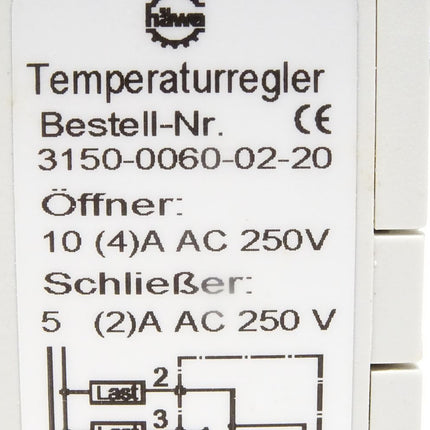 häwa
Temperaturregler
Bestell-Nr. CE
3150-0060-02-20
Öffner:
10 (4)A AC 250V
Schließer:
5 (2)A AC 250 V
Last 2
Last 3